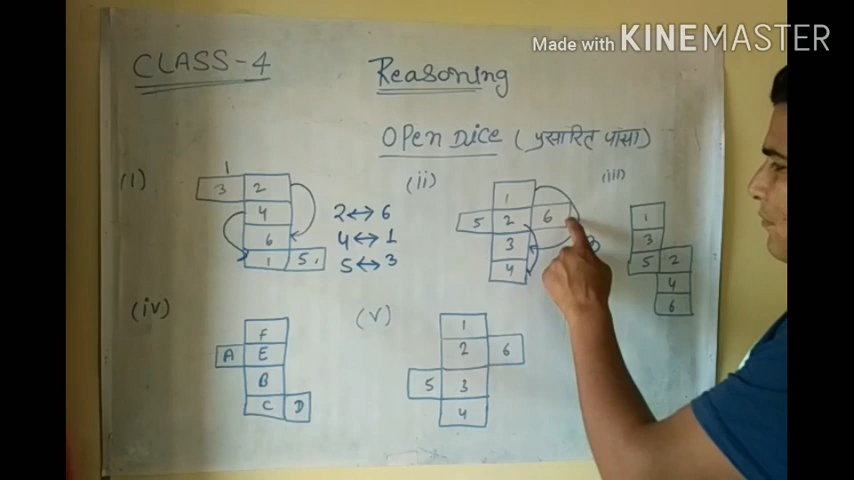 Made with KINEMASTER
CLASS-4
Reasoning
OPen Dice (प्रसारित पासा)
(i)
1
3 2
4
6
1 5
2↔6
4↔1
5↔3
(ii)
1
5 2 6
3
4
(iii)
1
3
5 2
4
6
(iv)
F
A E
B
C D
(v)
1
2 6
5 3
4